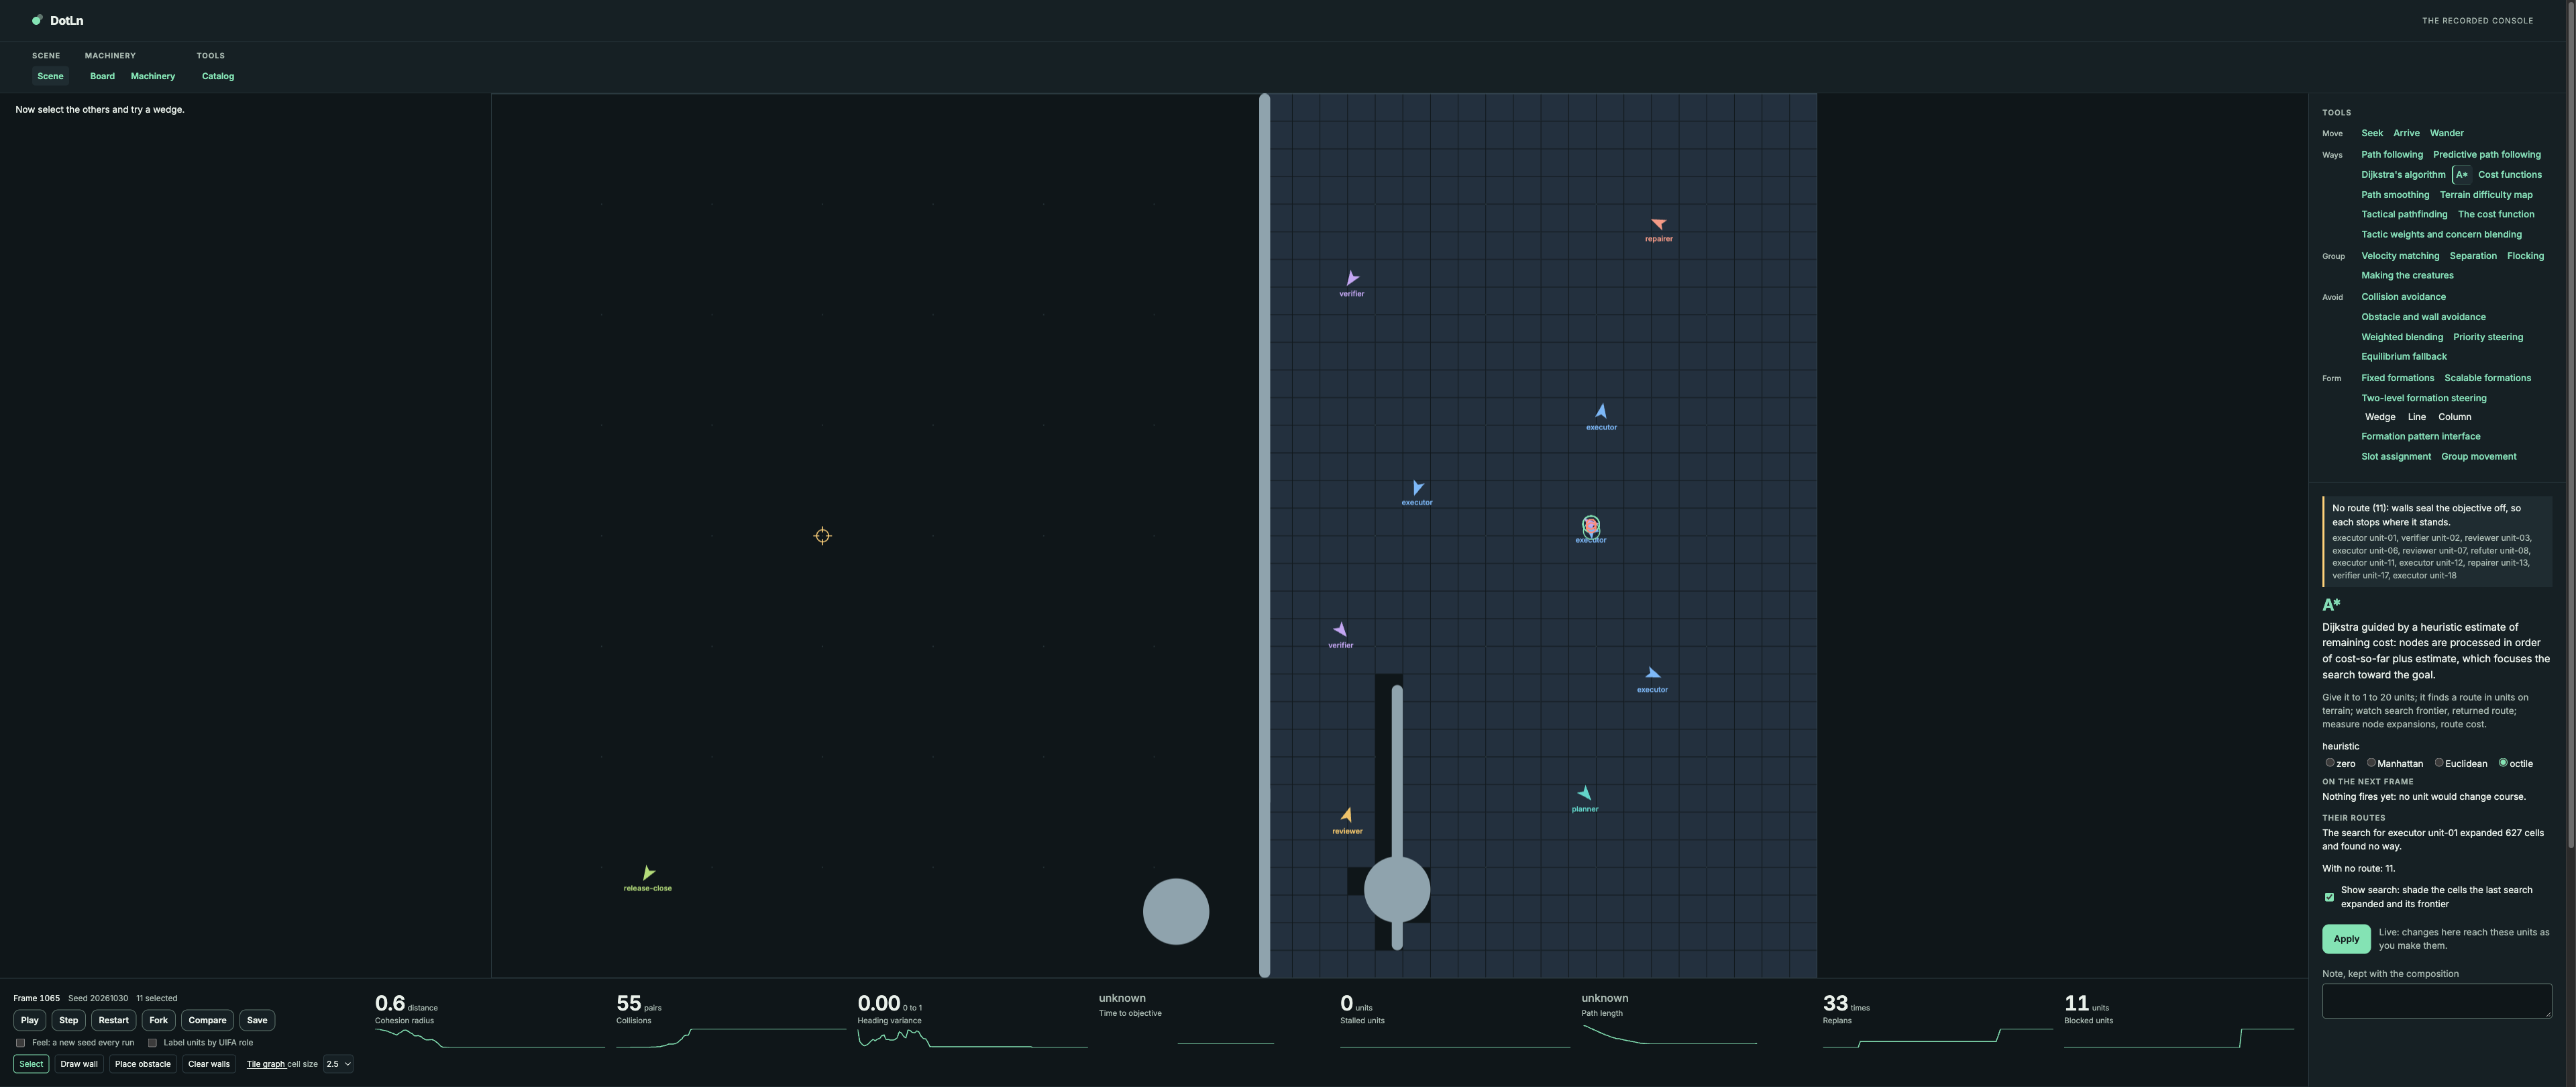 DotLn
THE RECORDED CONSOLE
SCENE MACHINERY TOOLS
Scene Board Machinery Catalog
Now select the others and try a wedge.
repairer
verifier
executor
executor
executor
verifier
executor
planner
reviewer
release-close
TOOLS
Move Seek Arrive Wander
Ways Path following Predictive path following
Dijkstra's algorithm A* Cost functions
Path smoothing Terrain difficulty map
Tactical pathfinding The cost function
Tactic weights and concern blending
Group Velocity matching Separation Flocking
Making the creatures
Avoid Collision avoidance
Obstacle and wall avoidance
Weighted blending Priority steering
Equilibrium fallback
Form Fixed formations Scalable formations
Two-level formation steering
Wedge Line Column
Formation pattern interface
Slot assignment Group movement
No route (11): walls seal the objective off, so
each stops where it stands.
executor unit-01, verifier unit-02, reviewer unit-03,
executor unit-06, reviewer unit-07, refuter unit-08,
executor unit-11, executor unit-12, repairer unit-13,
verifier unit-17, executor unit-18
A*
Dijkstra guided by a heuristic estimate of
remaining cost: nodes are processed in order
of cost-so-far plus estimate, which focuses the
search toward the goal.
Give it to 1 to 20 units; it finds a route in units on
terrain; watch search frontier, returned route;
measure node expansions, route cost.
heuristic
zero Manhattan Euclidean octile
ON THE NEXT FRAME
Nothing fires yet: no unit would change course.
THEIR ROUTES
The search for executor unit-01 expanded 627 cells
and found no way.
With no route: 11.
Show search: shade the cells the last search
expanded and its frontier
Apply Live: changes here reach these units as
you make them.
Note, kept with the composition
Frame 1065 Seed 20261030 11 selected
Play Step Restart Fork Compare Save
Feel: a new seed every run Label units by UIFA role
Select Draw wall Place obstacle Clear walls Tile graph cell size 2.5
0.6 distance
Cohesion radius
55 pairs
Collisions
0.00 0 to 1
Heading variance
unknown
Time to objective
0 units
Stalled units
unknown
Path length
33 times
Replans
11 units
Blocked units